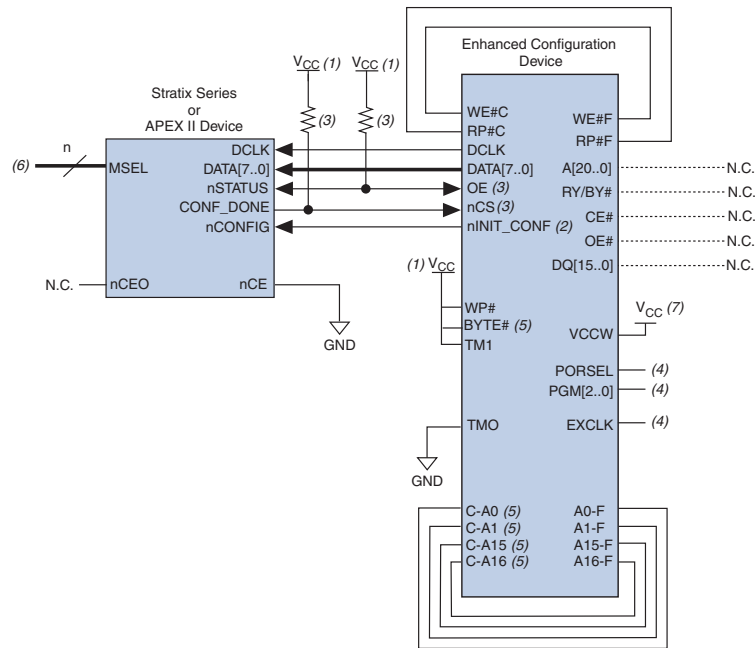 Enhanced Configuration
Device
V_CC (1)
V_CC (1)
Stratix Series
or
APEX II Device
(3)
(3)
WE#C
RP#C
WE#F
RP#F
(6)
n
MSEL
DCLK
DATA[7..0]
nSTATUS
CONF_DONE
nCONFIG
DCLK
DATA[7..0]
OE (3)
nCS (3)
nINIT_CONF (2)
A[20..0]
N.C.
RY/BY#
N.C.
CE#
N.C.
OE#
N.C.
DQ[15..0]
N.C.
N.C.
nCEO
nCE
GND
(1) V_CC
WP#
BYTE# (5)
TM1
V_CC (7)
VCCW
PORSEL
(4)
PGM[2..0]
(4)
TMO
EXCLK
(4)
GND
C-A0 (5)
A0-F
C-A1 (5)
A1-F
C-A15 (5)
A15-F
C-A16 (5)
A16-F